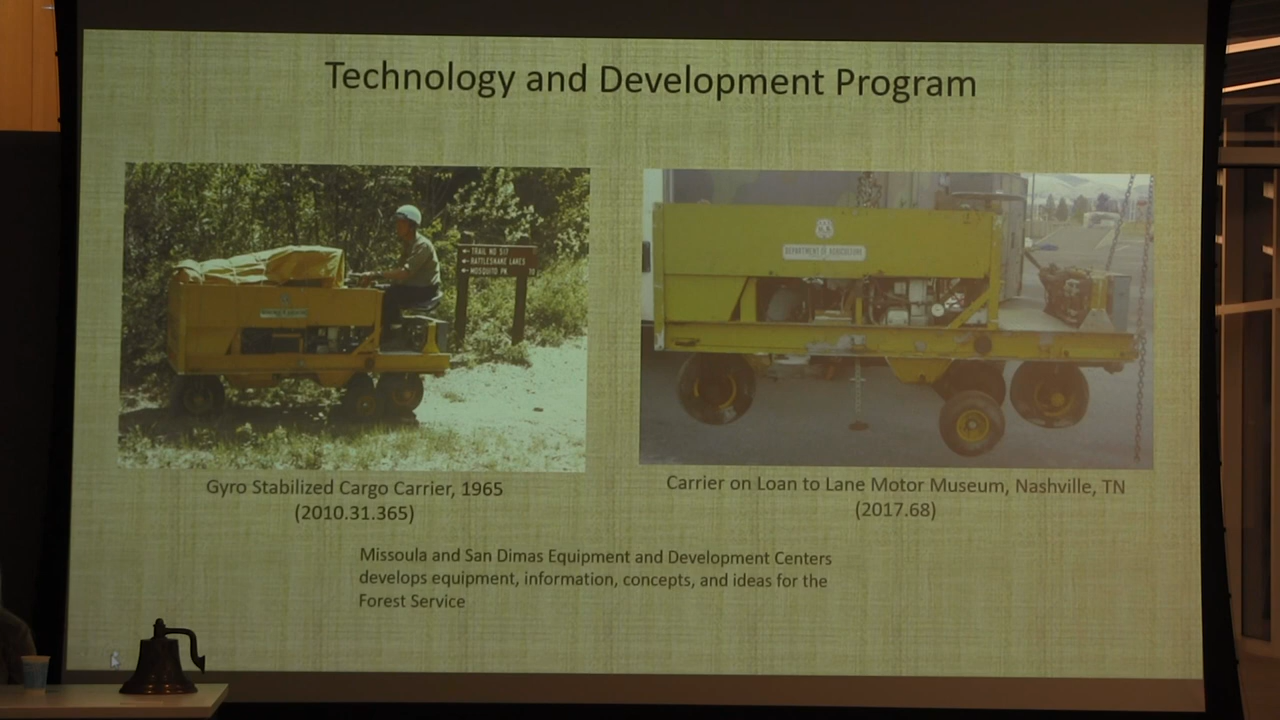 Technology and Development Program
TRAIL NO 517
RATTLESNAKE LAKES
MOSQUITO PK
DEPARTMENT OF AGRICULTURE
Gyro Stabilized Cargo Carrier, 1965
(2010.31.365)
Carrier on Loan to Lane Motor Museum, Nashville, TN
(2017.68)
Missoula and San Dimas Equipment and Development Centers
develops equipment, information, concepts, and ideas for the
Forest Service